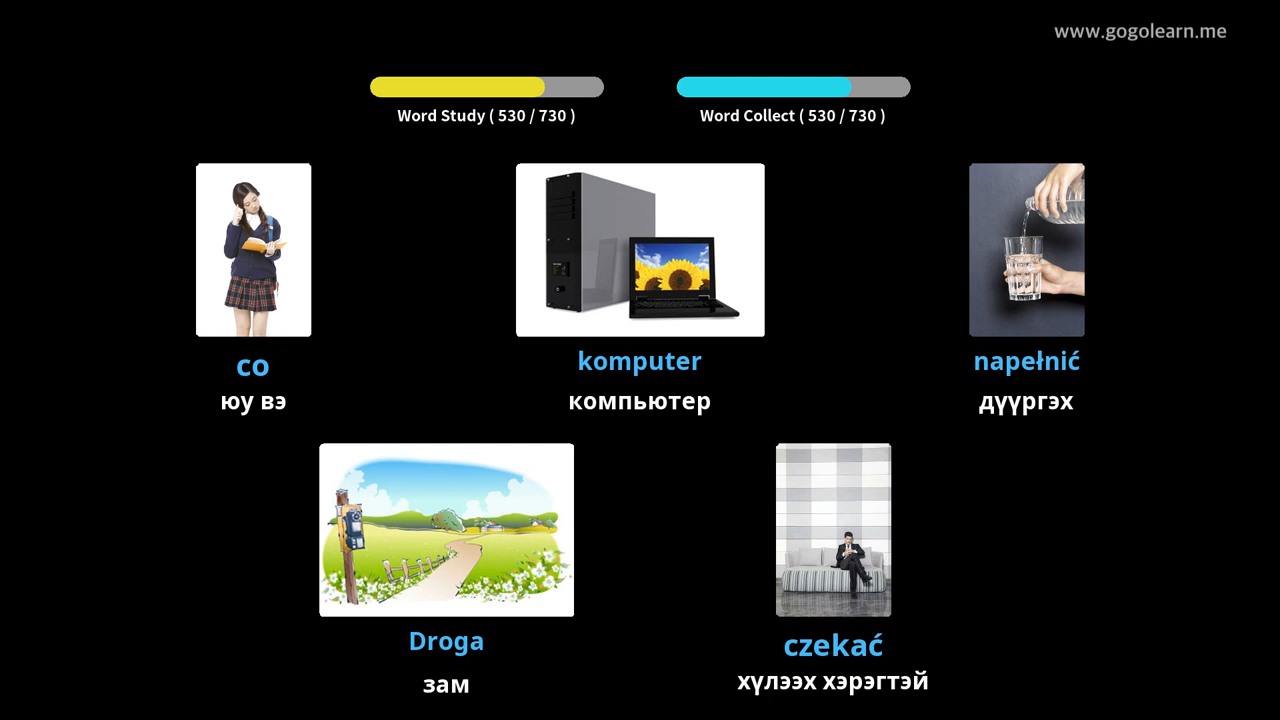 www.gogolearn.me
Word Study ( 530 / 730 )
Word Collect ( 530 / 730 )
co
юу вэ
komputer
компьютер
napełnić
дүүргэх
Droga
зам
czekać
хүлээх хэрэгтэй